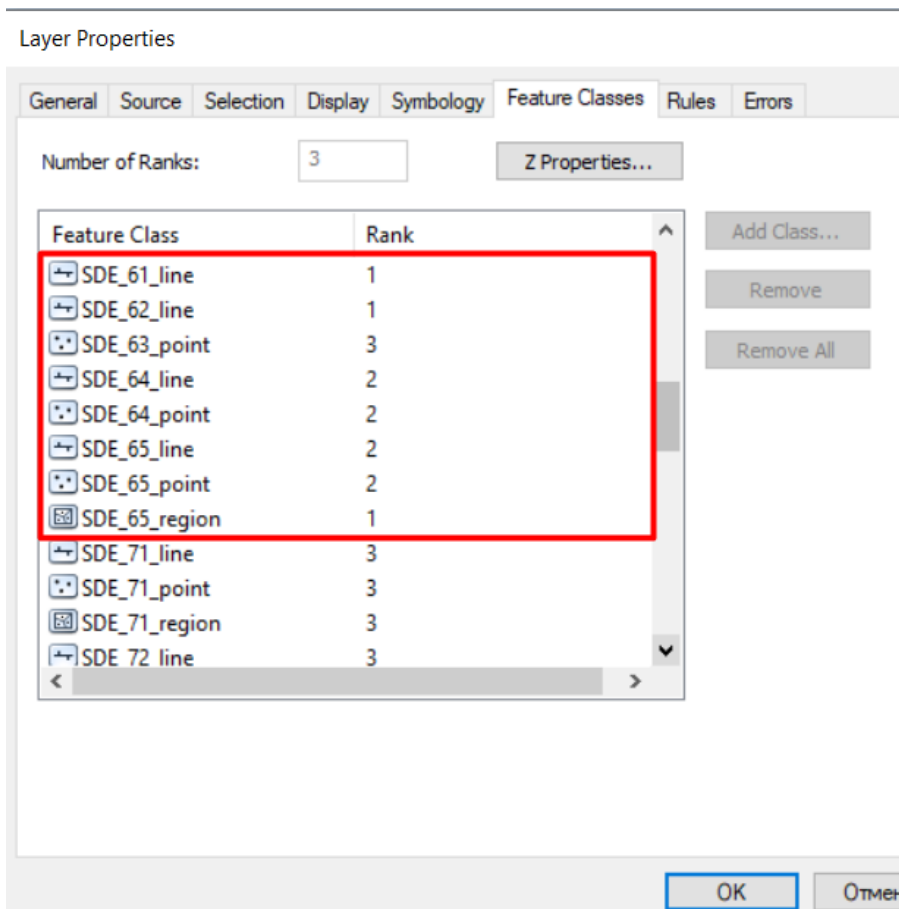 Layer Properties
General Source Selection Display Symbology Feature Classes Rules Errors
Number of Ranks: 3 Z Properties...
Feature Class Rank
Add Class...
SDE_61_line 1
Remove
SDE_62_line 1
SDE_63_point 3
Remove All
SDE_64_line 2
SDE_64_point 2
SDE_65_line 2
SDE_65_point 2
SDE_65_region 1
SDE_71_line 3
SDE_71_point 3
SDE_71_region 3
SDE_72_line 3
OK Отмен